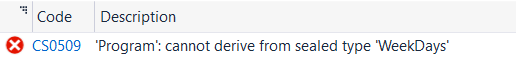 Code Description
CS0509 'Program': cannot derive from sealed type 'WeekDays'